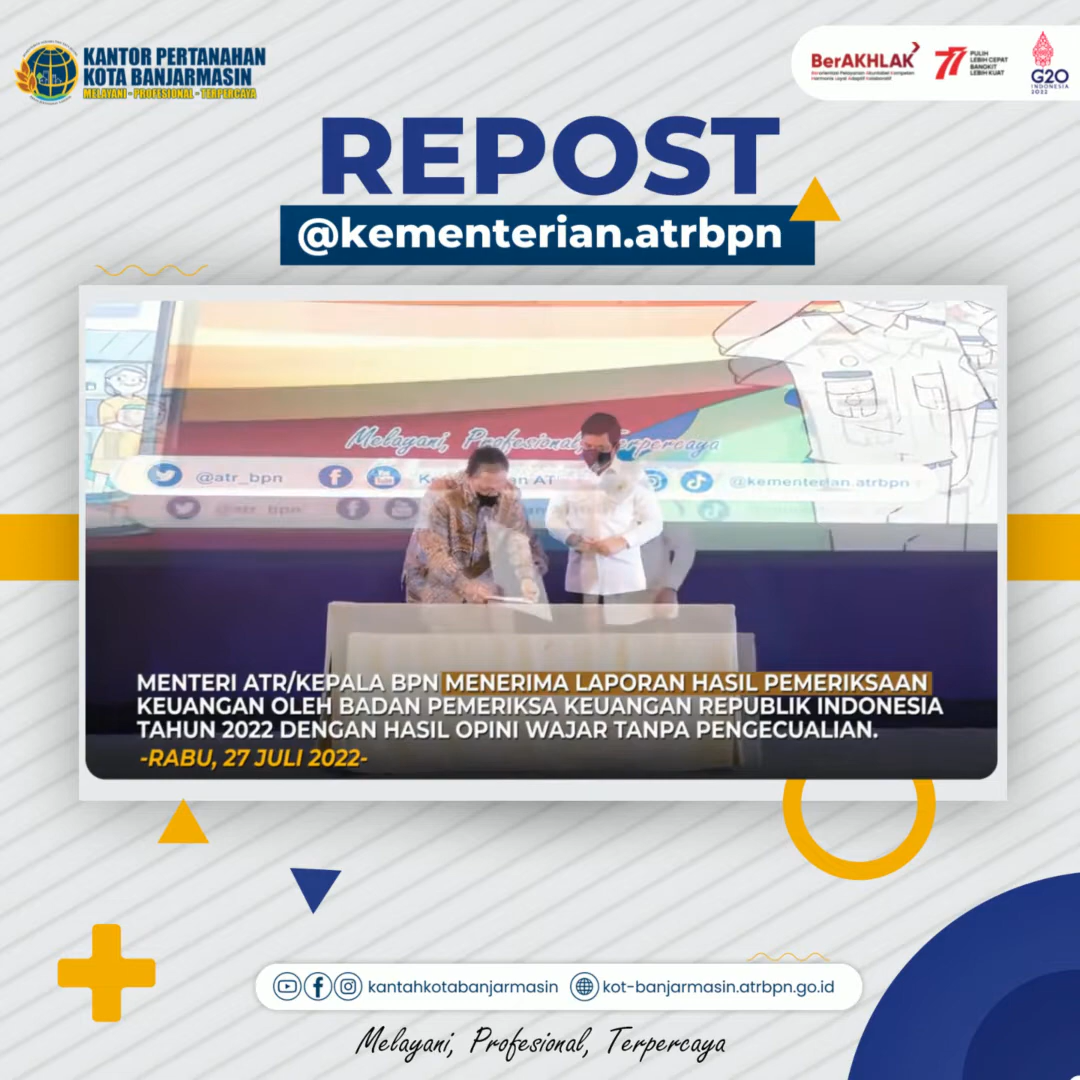 KANTOR PERTANAHAN
KOTA BANJARMASIN
MELAYANI - PROFESIONAL - TERPERCAYA
BerAKHLAK
77
PULIH
LEBIH CEPAT
BANGKIT
LEBIH KUAT
G20
INDONESIA
2022
REPOST
@kementerian.atrbpn
Melayani, Profesional, Terpercaya
@atr_bpn
@kementerian.atrbpn
MENTERI ATR/KEPALA BPN MENERIMA LAPORAN HASIL PEMERIKSAAN
KEUANGAN OLEH BADAN PEMERIKSA KEUANGAN REPUBLIK INDONESIA
TAHUN 2022 DENGAN HASIL OPINI WAJAR TANPA PENGECUALIAN.
-RABU, 27 JULI 2022-
kantahkotabanjarmasin kot-banjarmasin.atrbpn.go.id
Melayani, Profesional, Terpercaya